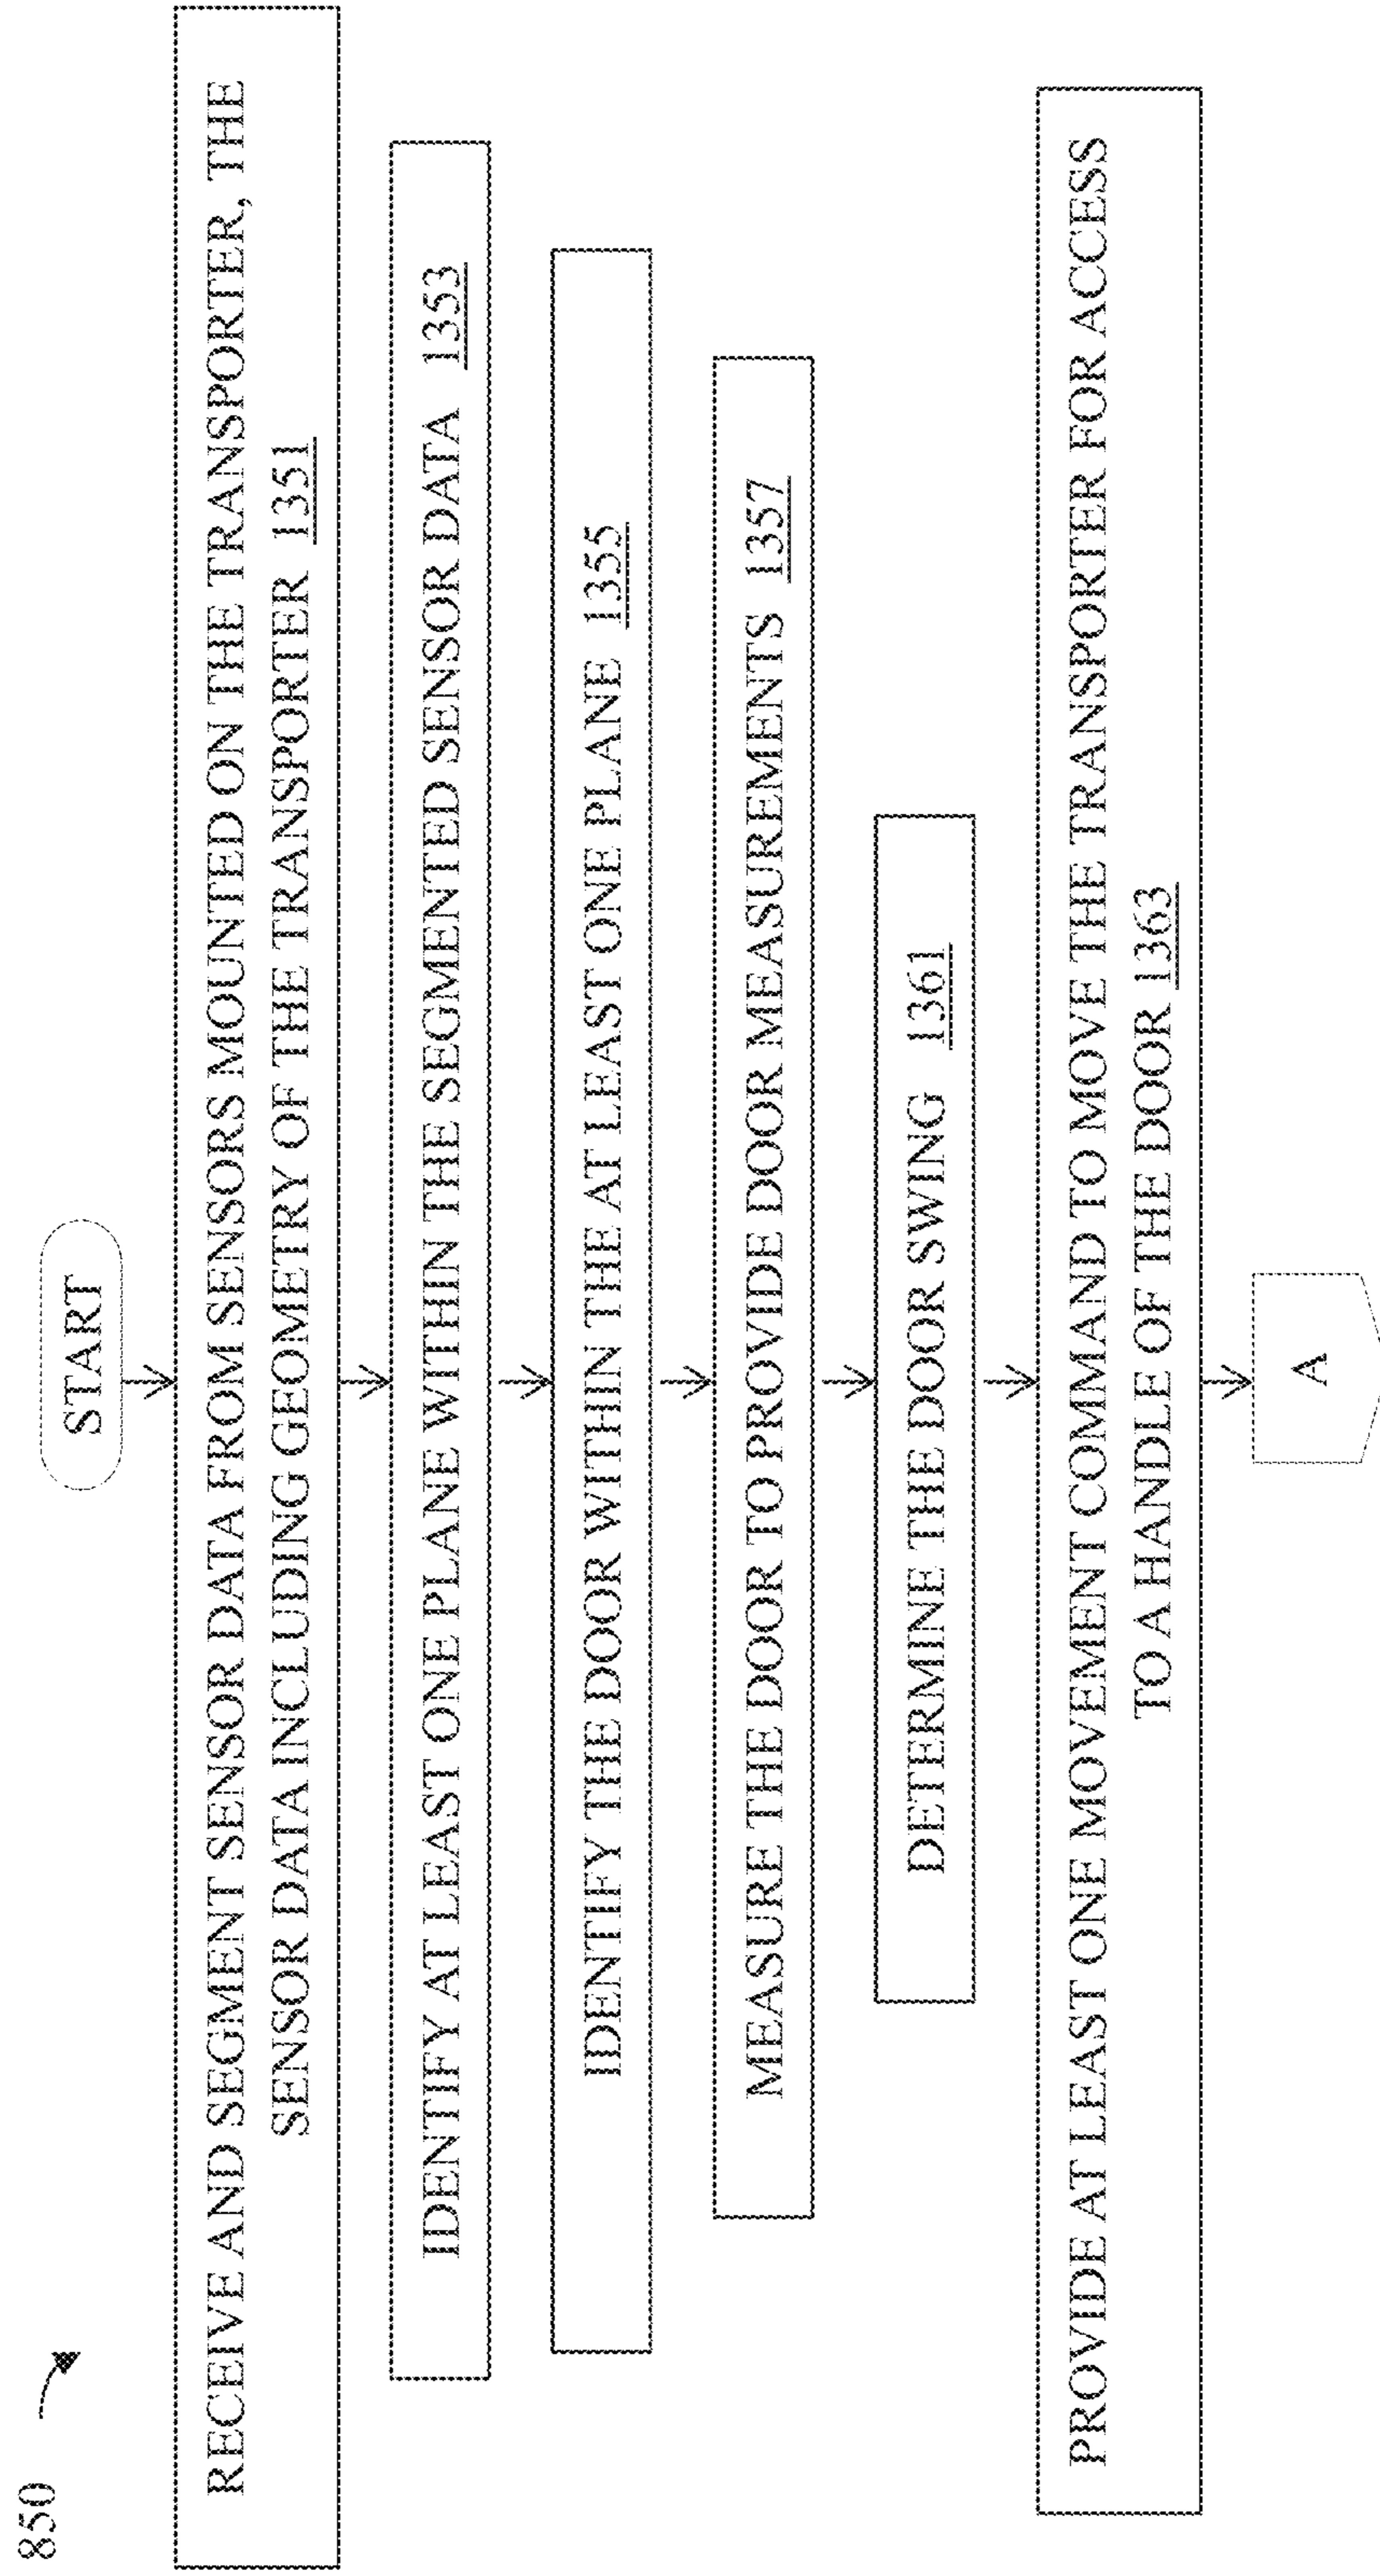 850
START
RECEIVE AND SEGMENT SENSOR DATA FROM SENSORS MOUNTED ON THE TRANSPORTER, THE
SENSOR DATA INCLUDING GEOMETRY OF THE TRANSPORTER 1351
IDENTIFY AT LEAST ONE PLANE WITHIN THE SEGMENTED SENSOR DATA 1353
IDENTIFY THE DOOR WITHIN THE AT LEAST ONE PLANE 1355
MEASURE THE DOOR TO PROVIDE DOOR MEASUREMENTS 1357
DETERMINE THE DOOR SWING 1361
PROVIDE AT LEAST ONE MOVEMENT COMMAND TO MOVE THE TRANSPORTER FOR ACCESS
TO A HANDLE OF THE DOOR 1363
A